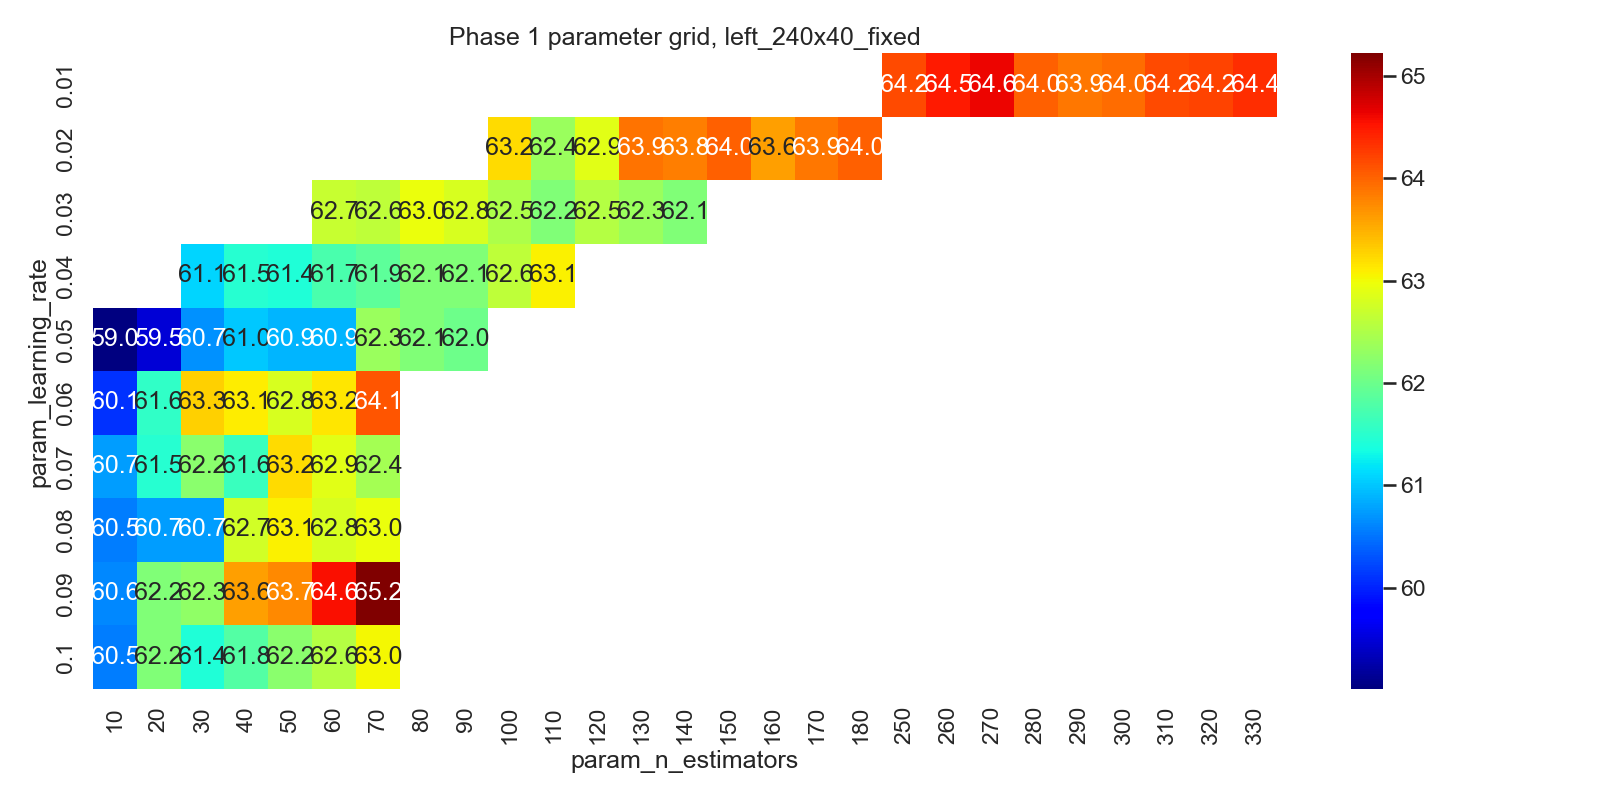 Phase 1 parameter grid, left_240x40_fixed
param_learning_rate
0.01 64.2 64.5 64.6 64.0 63.9 64.0 64.2 64.2 64.4
0.02 63.2 62.4 62.9 63.9 63.8 64.0 63.6 63.9 64.0
0.03 62.7 62.6 63.0 62.8 62.5 62.2 62.5 62.3 62.1
0.04 61.1 61.5 61.4 61.7 61.9 62.1 62.1 62.6 63.1
0.05 59.0 59.5 60.7 61.0 60.9 60.9 62.3 62.1 62.0
0.06 60.1 61.6 63.3 63.1 62.8 63.2 64.1
0.07 60.7 61.5 62.2 61.6 63.2 62.9 62.4
0.08 60.5 60.7 60.7 62.7 63.1 62.8 63.0
0.09 60.6 62.2 62.3 63.6 63.7 64.6 65.2
0.1 60.5 62.2 61.4 61.8 62.2 62.6 63.0
10 20 30 40 50 60 70 80 90 100 110 120 130 140 150 160 170 180 250 260 270 280 290 300 310 320 330
param_n_estimators
65
64
63
62
61
60